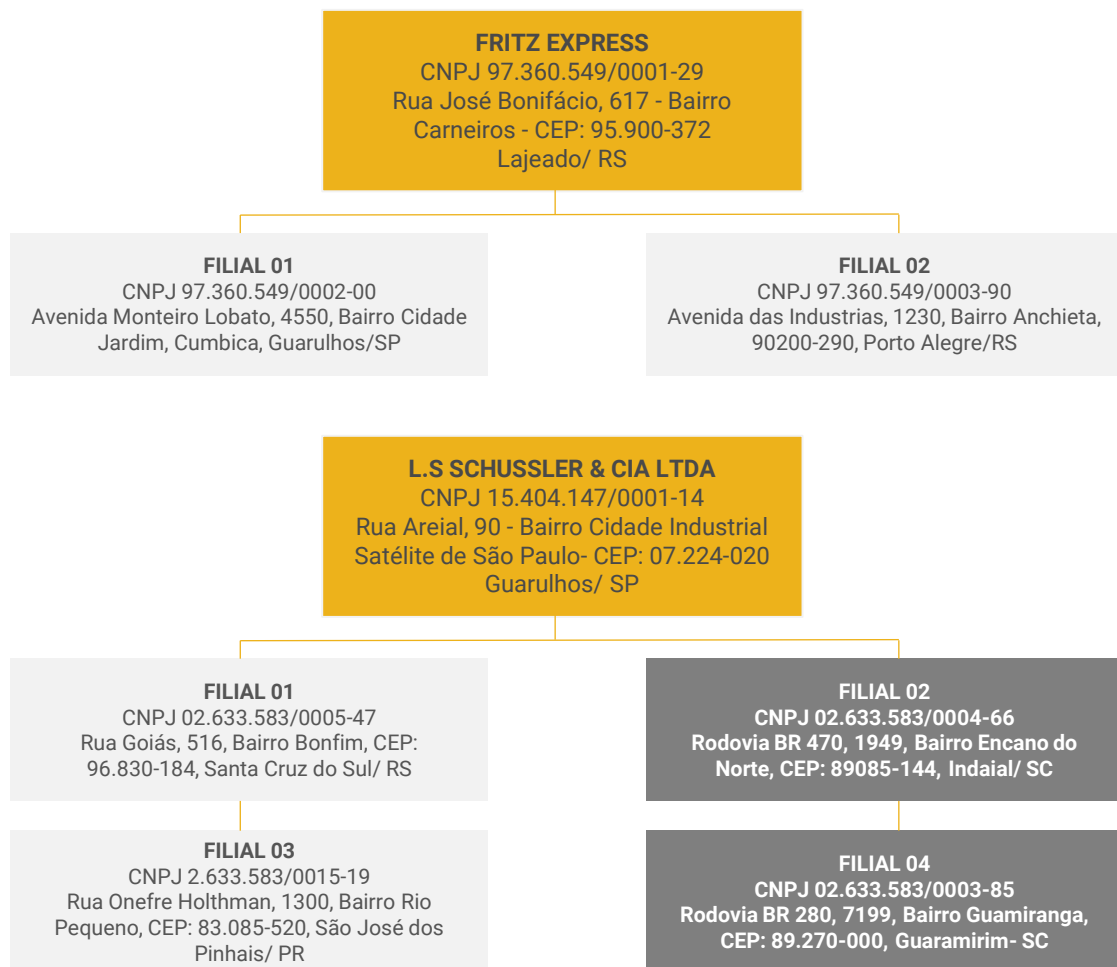 FRITZ EXPRESS
CNPJ 97.360.549/0001-29
Rua José Bonifácio, 617 - Bairro
Carneiros - CEP: 95.900-372
Lajeado/ RS
FILIAL 01
CNPJ 97.360.549/0002-00
Avenida Monteiro Lobato, 4550, Bairro Cidade
Jardim, Cumbica, Guarulhos/SP
FILIAL 02
CNPJ 97.360.549/0003-90
Avenida das Industrias, 1230, Bairro Anchieta,
90200-290, Porto Alegre/RS
L.S SCHUSSLER & CIA LTDA
CNPJ 15.404.147/0001-14
Rua Areial, 90 - Bairro Cidade Industrial
Satélite de São Paulo- CEP: 07.224-020
Guarulhos/ SP
FILIAL 01
CNPJ 02.633.583/0005-47
Rua Goiás, 516, Bairro Bonfim, CEP:
96.830-184, Santa Cruz do Sul/ RS
FILIAL 02
CNPJ 02.633.583/0004-66
Rodovia BR 470, 1949, Bairro Encano do
Norte, CEP: 89085-144, Indaial/ SC
FILIAL 03
CNPJ 2.633.583/0015-19
Rua Onefre Holthman, 1300, Bairro Rio
Pequeno, CEP: 83.085-520, São José dos
Pinhais/ PR
FILIAL 04
CNPJ 02.633.583/0003-85
Rodovia BR 280, 7199, Bairro Guamiranga,
CEP: 89.270-000, Guaramirim- SC